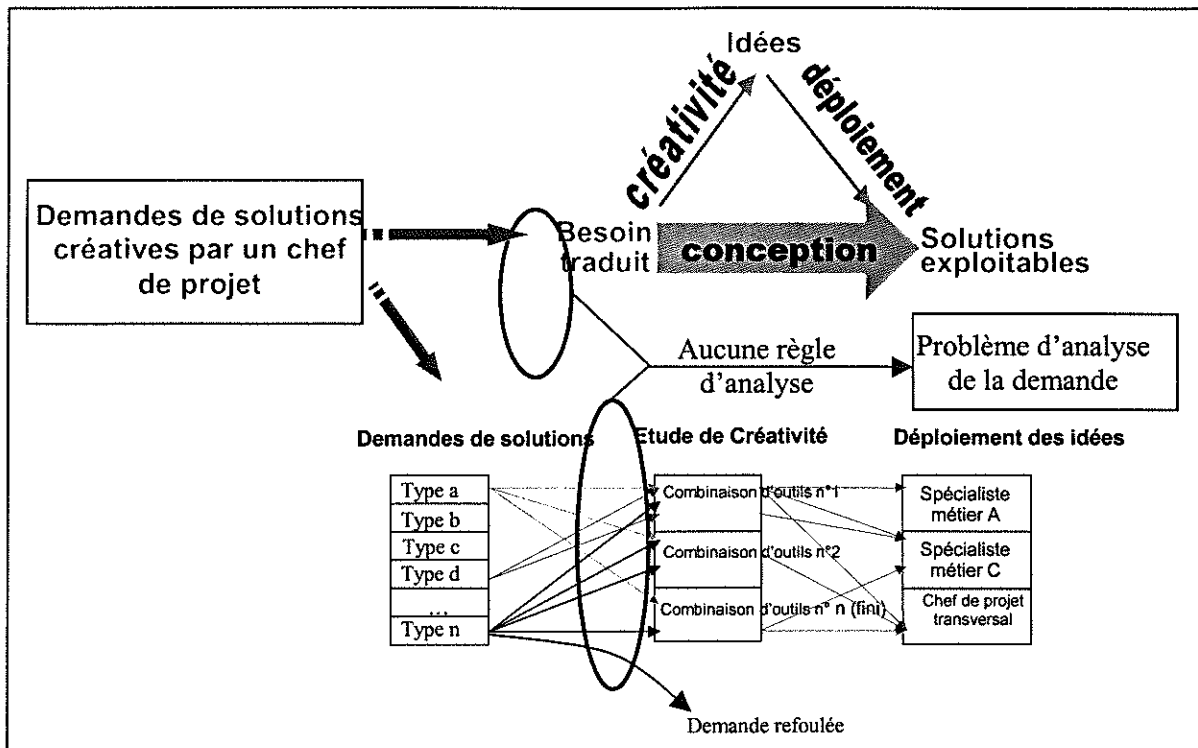 Idées
créativité
déploiement
Demandes de solutions
créatives par un chef
de projet
Besoin
traduit
conception
Solutions
exploitables
Aucune règle
d'analyse
Problème d'analyse
de la demande
Demandes de solutions
Etude de Créativité
Déploiement des idées
Type a
Type b
Type c
Type d
...
Type n
Combinaison d'outils n°1
Combinaison d'outils n°2
Combinaison d'outils n° n (fini)
Spécialiste
métier A
Spécialiste
métier C
Chef de projet
transversal
Demande refoulée